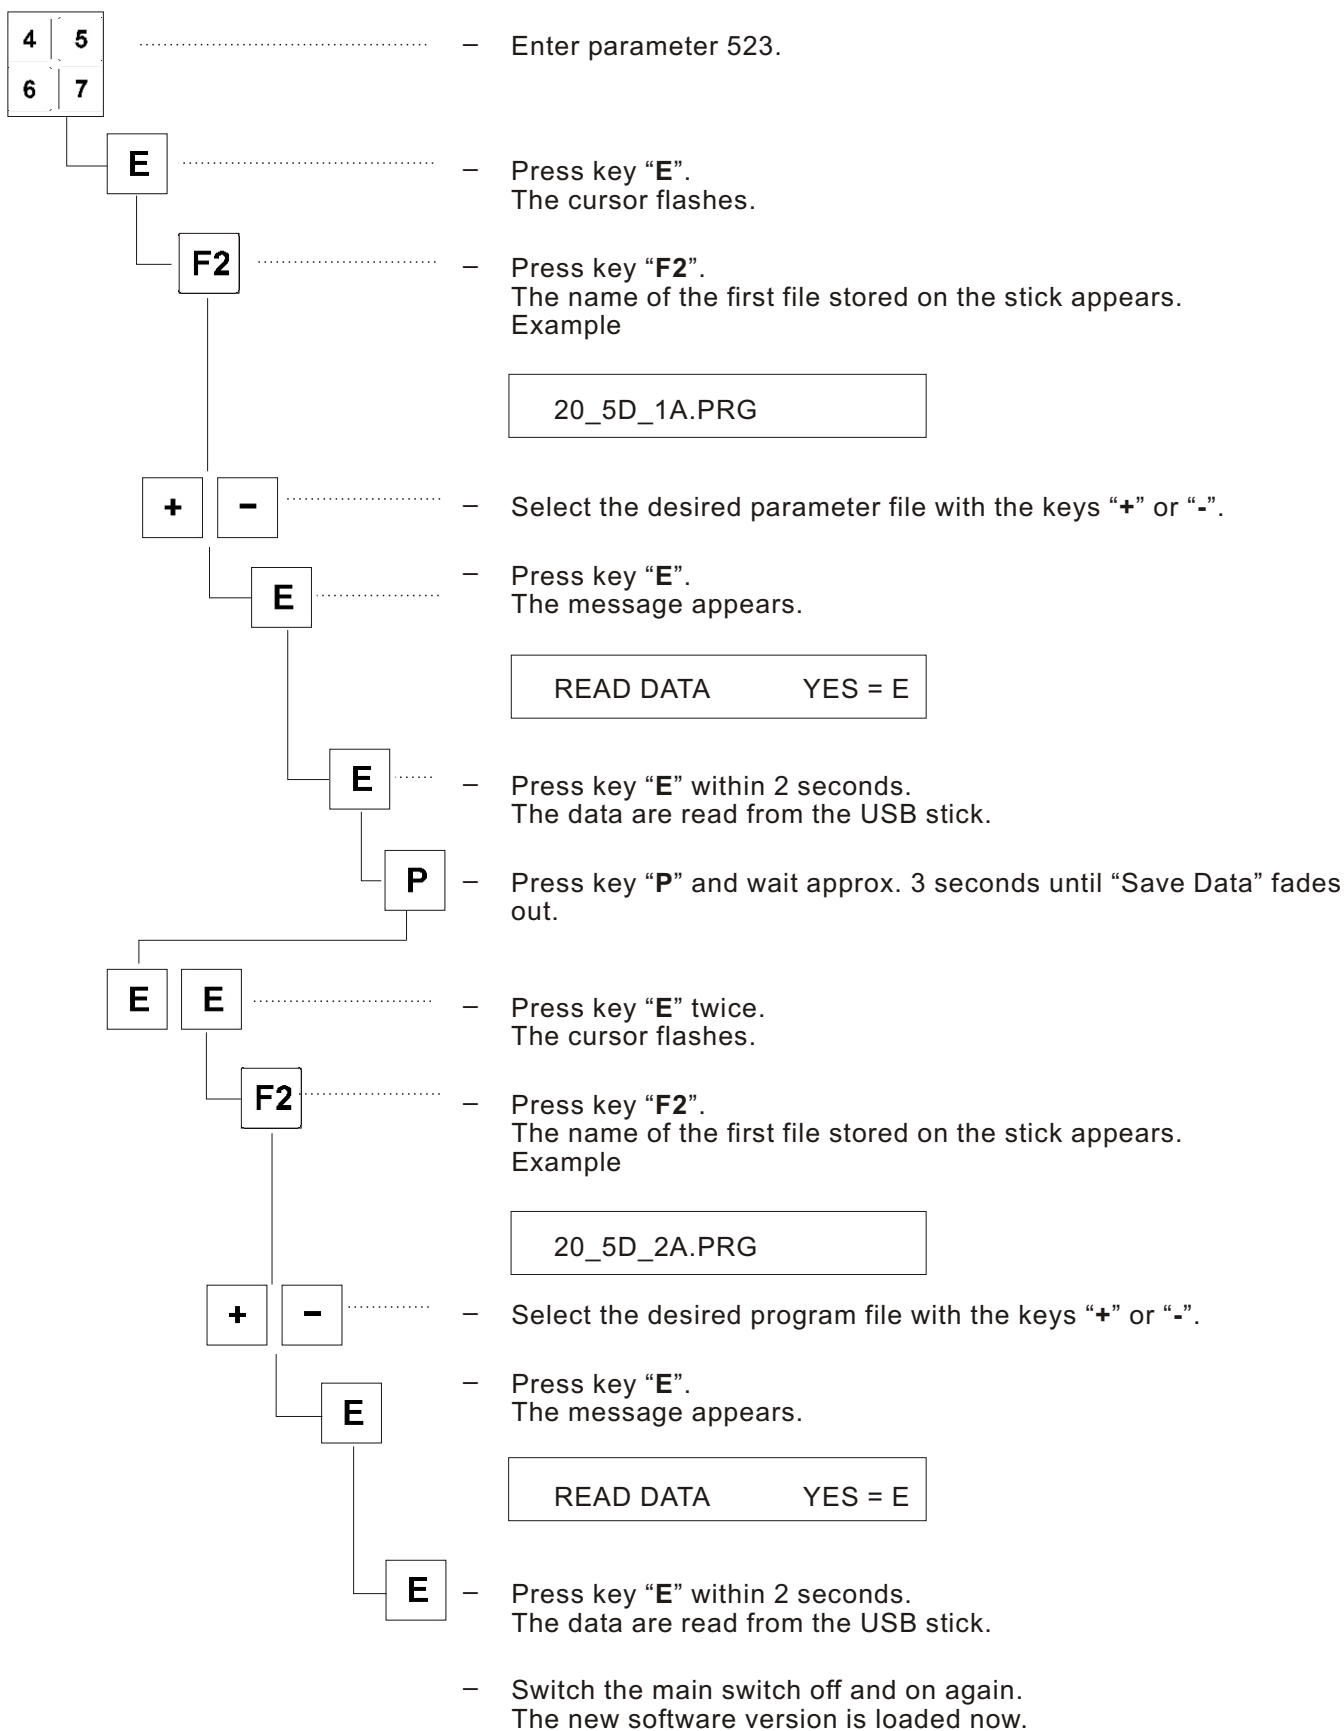 4 5
– Enter parameter 523.
6 7
E
– Press key “E”.
The cursor flashes.
F2
– Press key “F2”.
The name of the first file stored on the stick appears.
Example
20_5D_1A.PRG
+ -
– Select the desired parameter file with the keys “+” or “-”.
E
– Press key “E”.
The message appears.
READ DATA YES = E
E
– Press key “E” within 2 seconds.
The data are read from the USB stick.
P
– Press key “P” and wait approx. 3 seconds until “Save Data” fades
out.
E E
– Press key “E” twice.
The cursor flashes.
F2
– Press key “F2”.
The name of the first file stored on the stick appears.
Example
20_5D_2A.PRG
+ -
– Select the desired program file with the keys “+” or “-”.
E
– Press key “E”.
The message appears.
READ DATA YES = E
E
– Press key “E” within 2 seconds.
The data are read from the USB stick.
– Switch the main switch off and on again.
The new software version is loaded now.